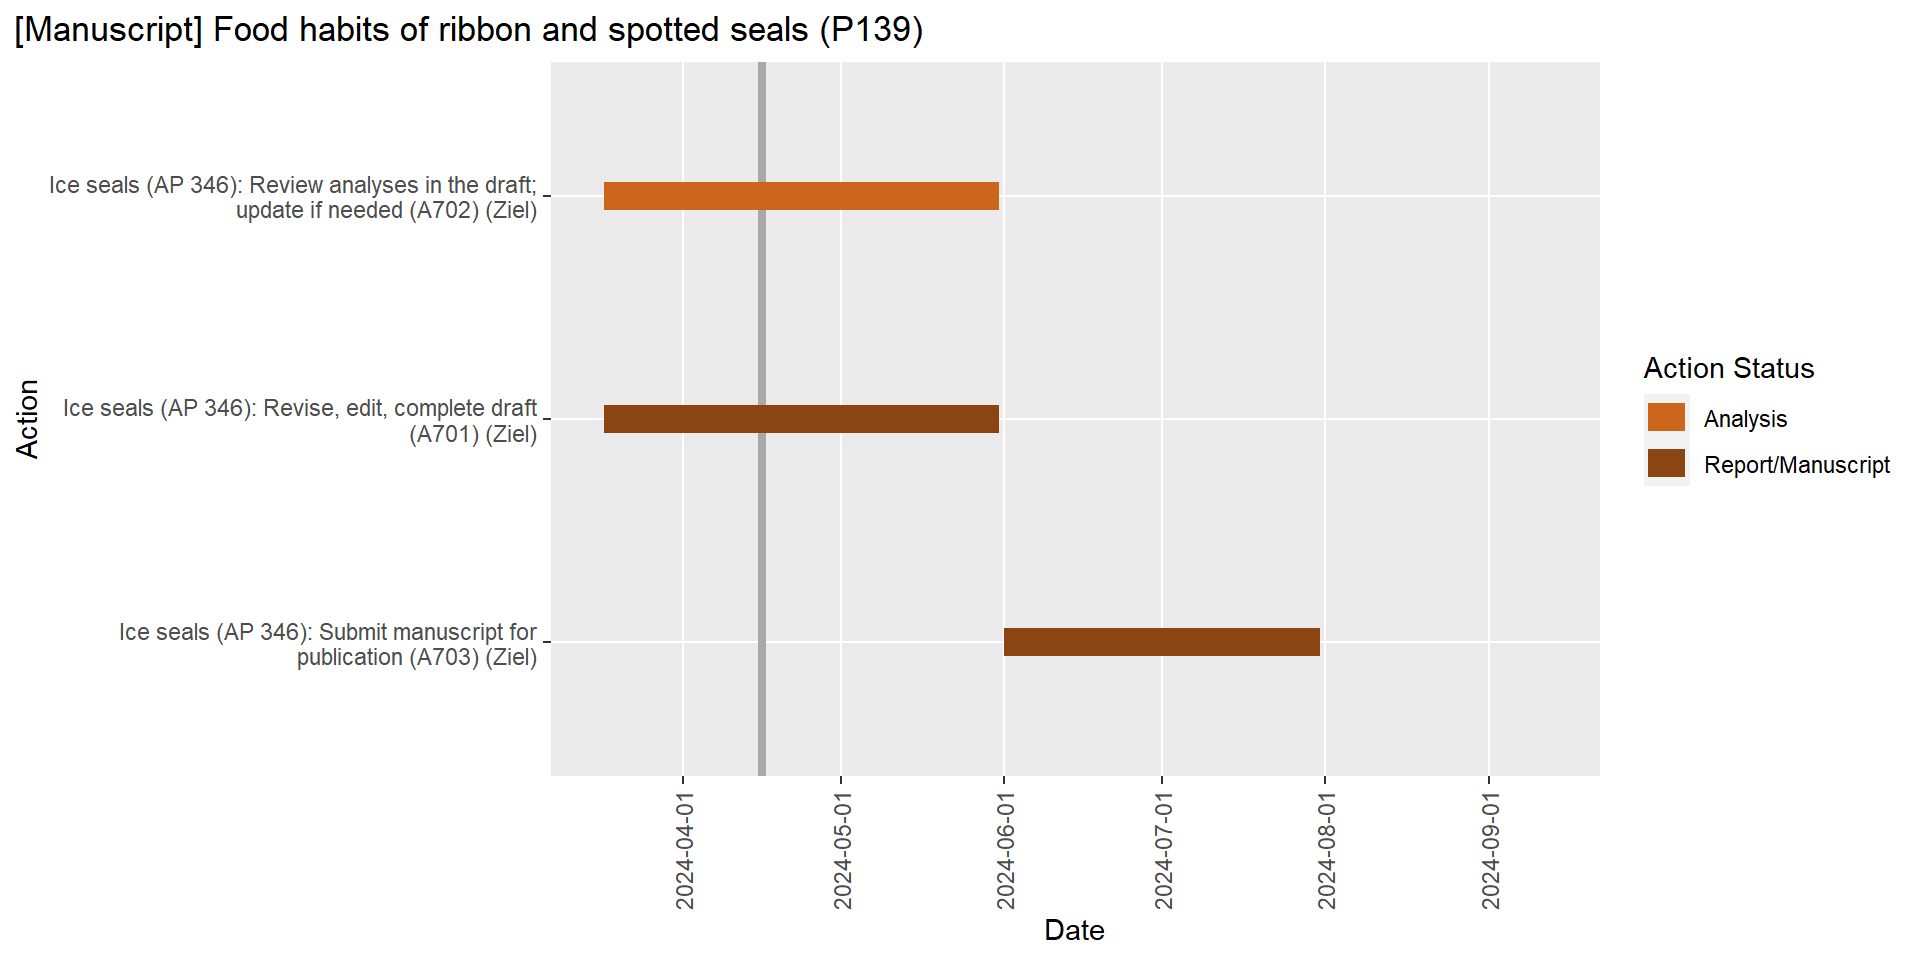 [Manuscript] Food habits of ribbon and spotted seals (P139)
Action
Ice seals (AP 346): Review analyses in the draft;
update if needed (A702) (Ziel)
Ice seals (AP 346): Revise, edit, complete draft
(A701) (Ziel)
Ice seals (AP 346): Submit manuscript for
publication (A703) (Ziel)
2024-04-01
2024-05-01
2024-06-01
2024-07-01
2024-08-01
2024-09-01
Date
Action Status
Analysis
Report/Manuscript